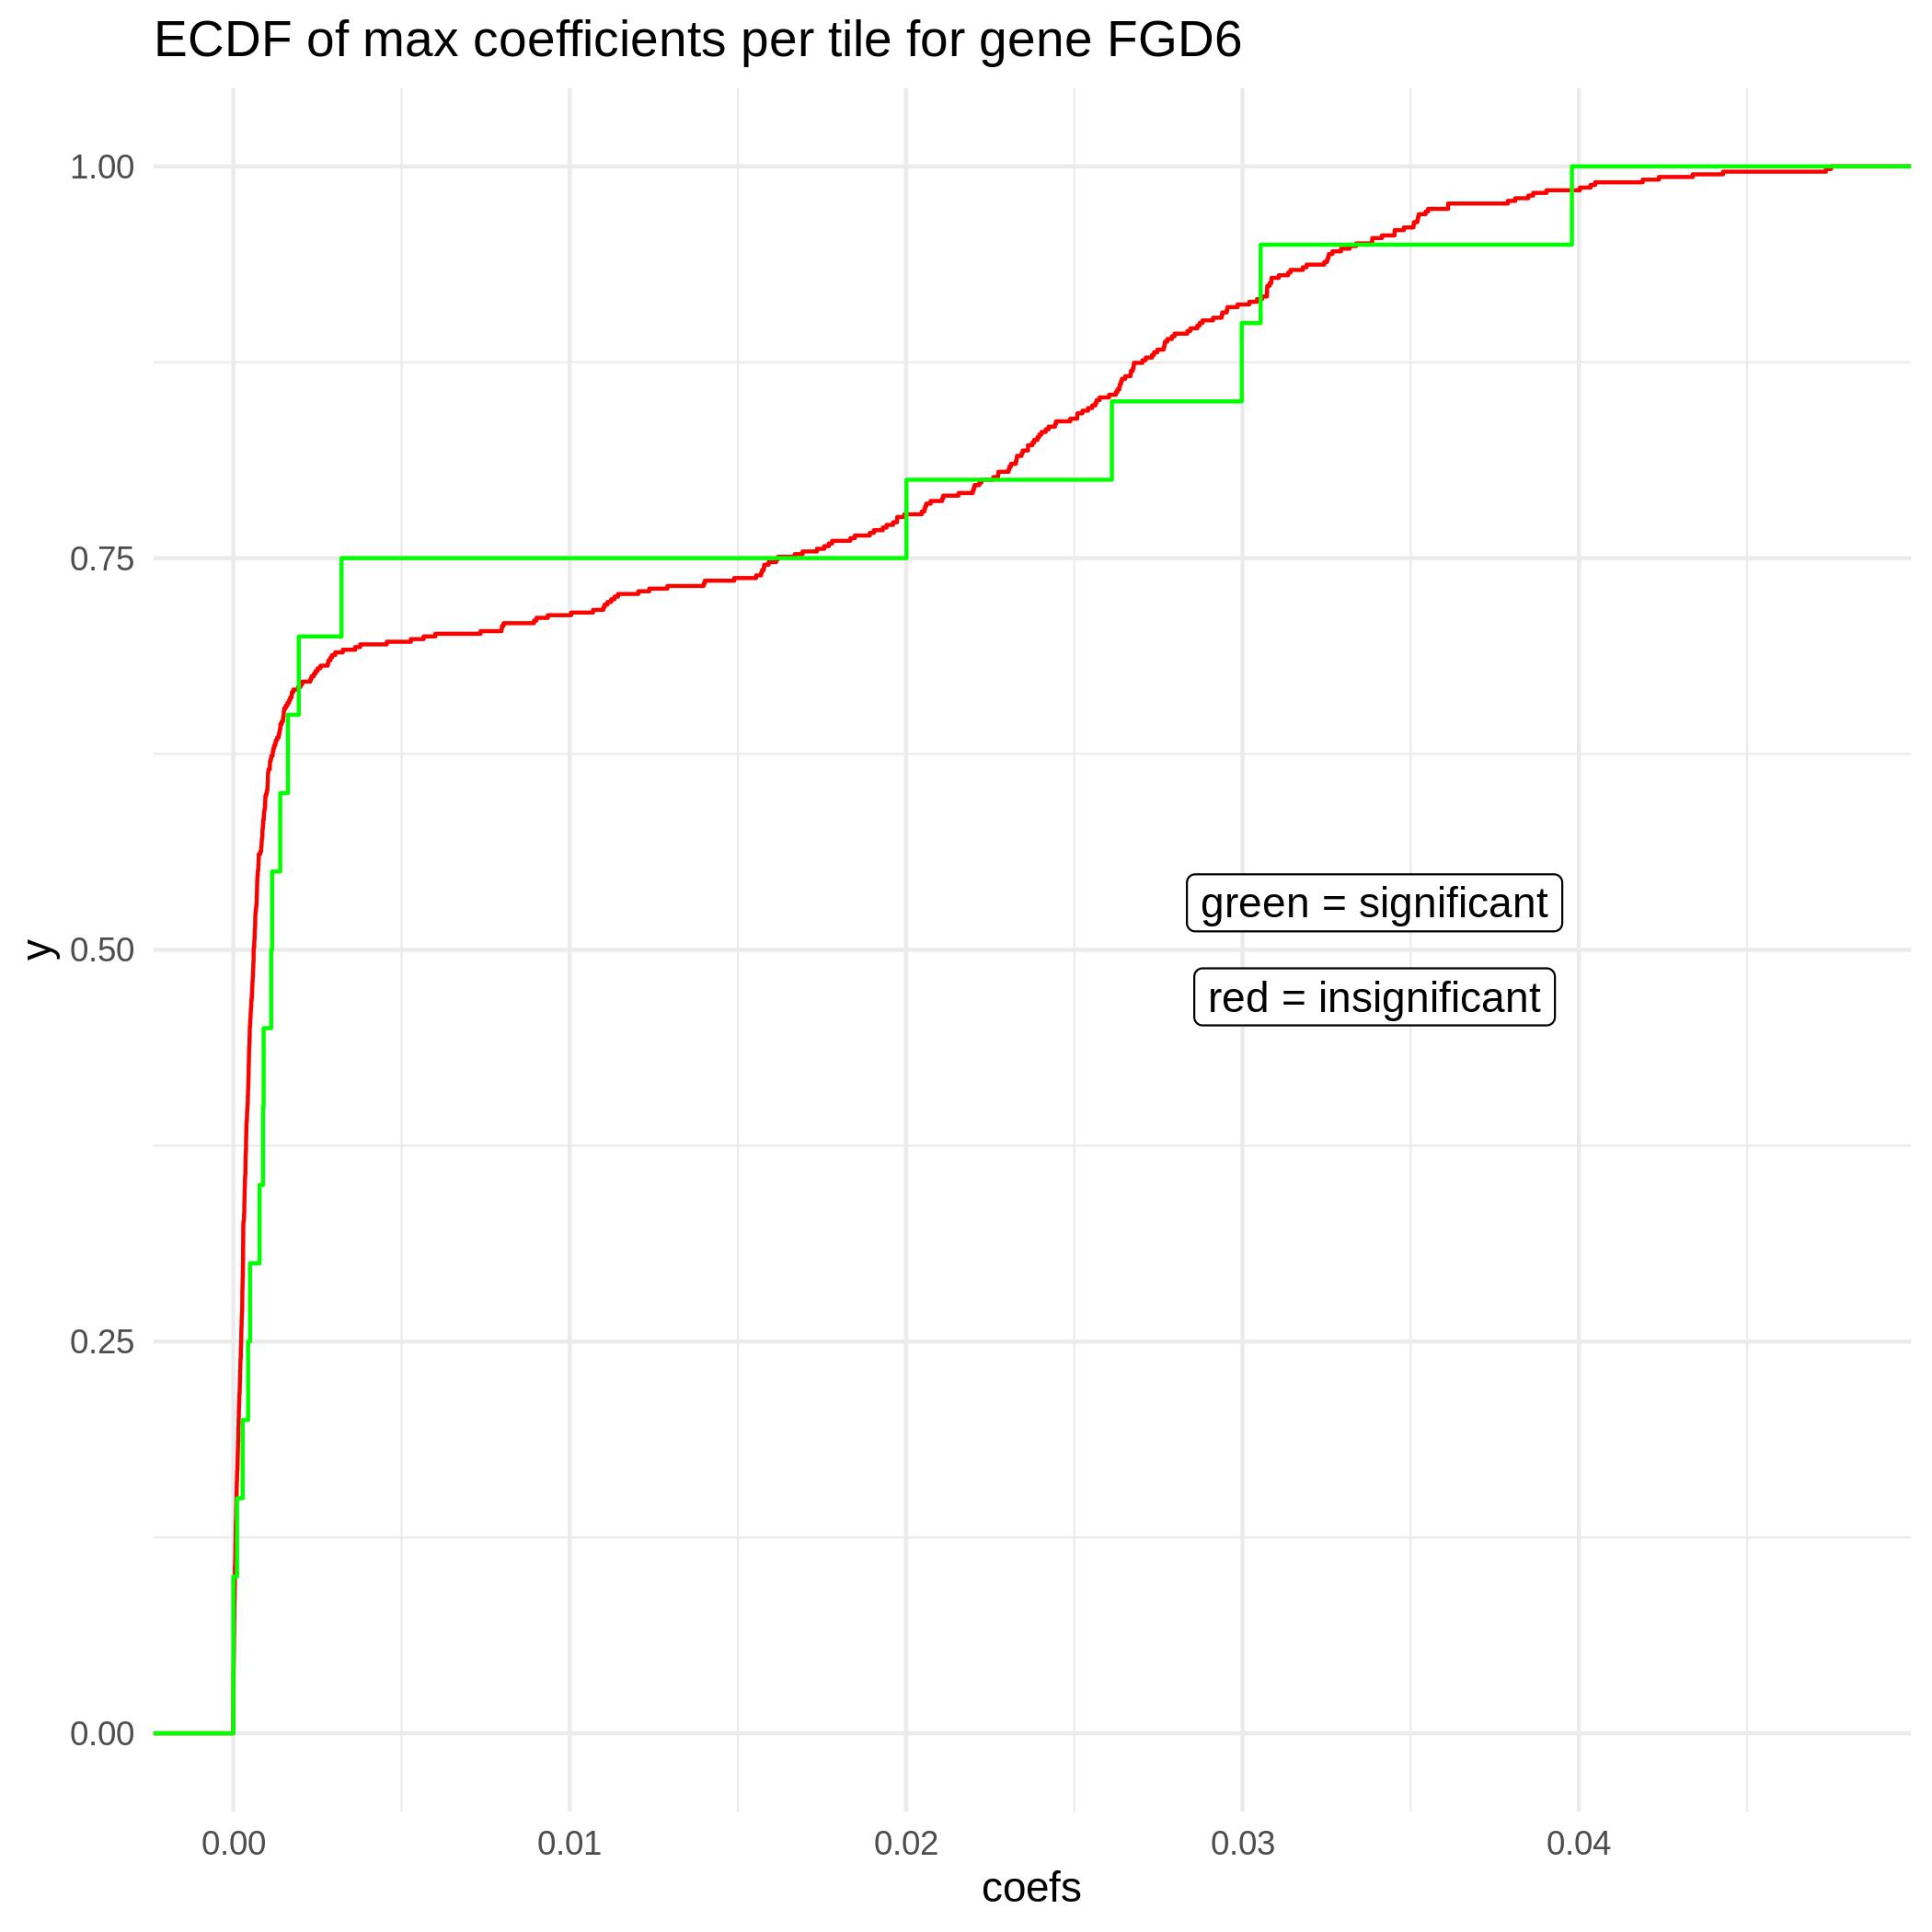 ECDF of max coefficients per tile for gene FGD6
1.00
0.75
0.50
0.25
0.00
y
green = significant
red = insignificant
0.00 0.01 0.02 0.03 0.04
coefs